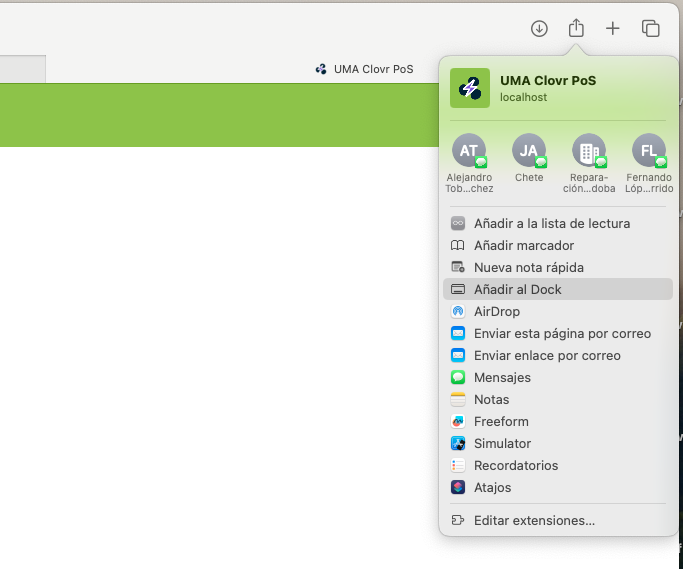 UMA Clovr PoS
UMA Clovr PoS
localhost
AT
JA
FL
Alejandro
Tob...chez
Chete
Repara-
ción...doba
Fernando
Lóp...rrido
Añadir a la lista de lectura
Añadir marcador
Nueva nota rápida
Añadir al Dock
AirDrop
Enviar esta página por correo
Enviar enlace por correo
Mensajes
Notas
Freeform
Simulator
Recordatorios
Atajos
Editar extensiones...